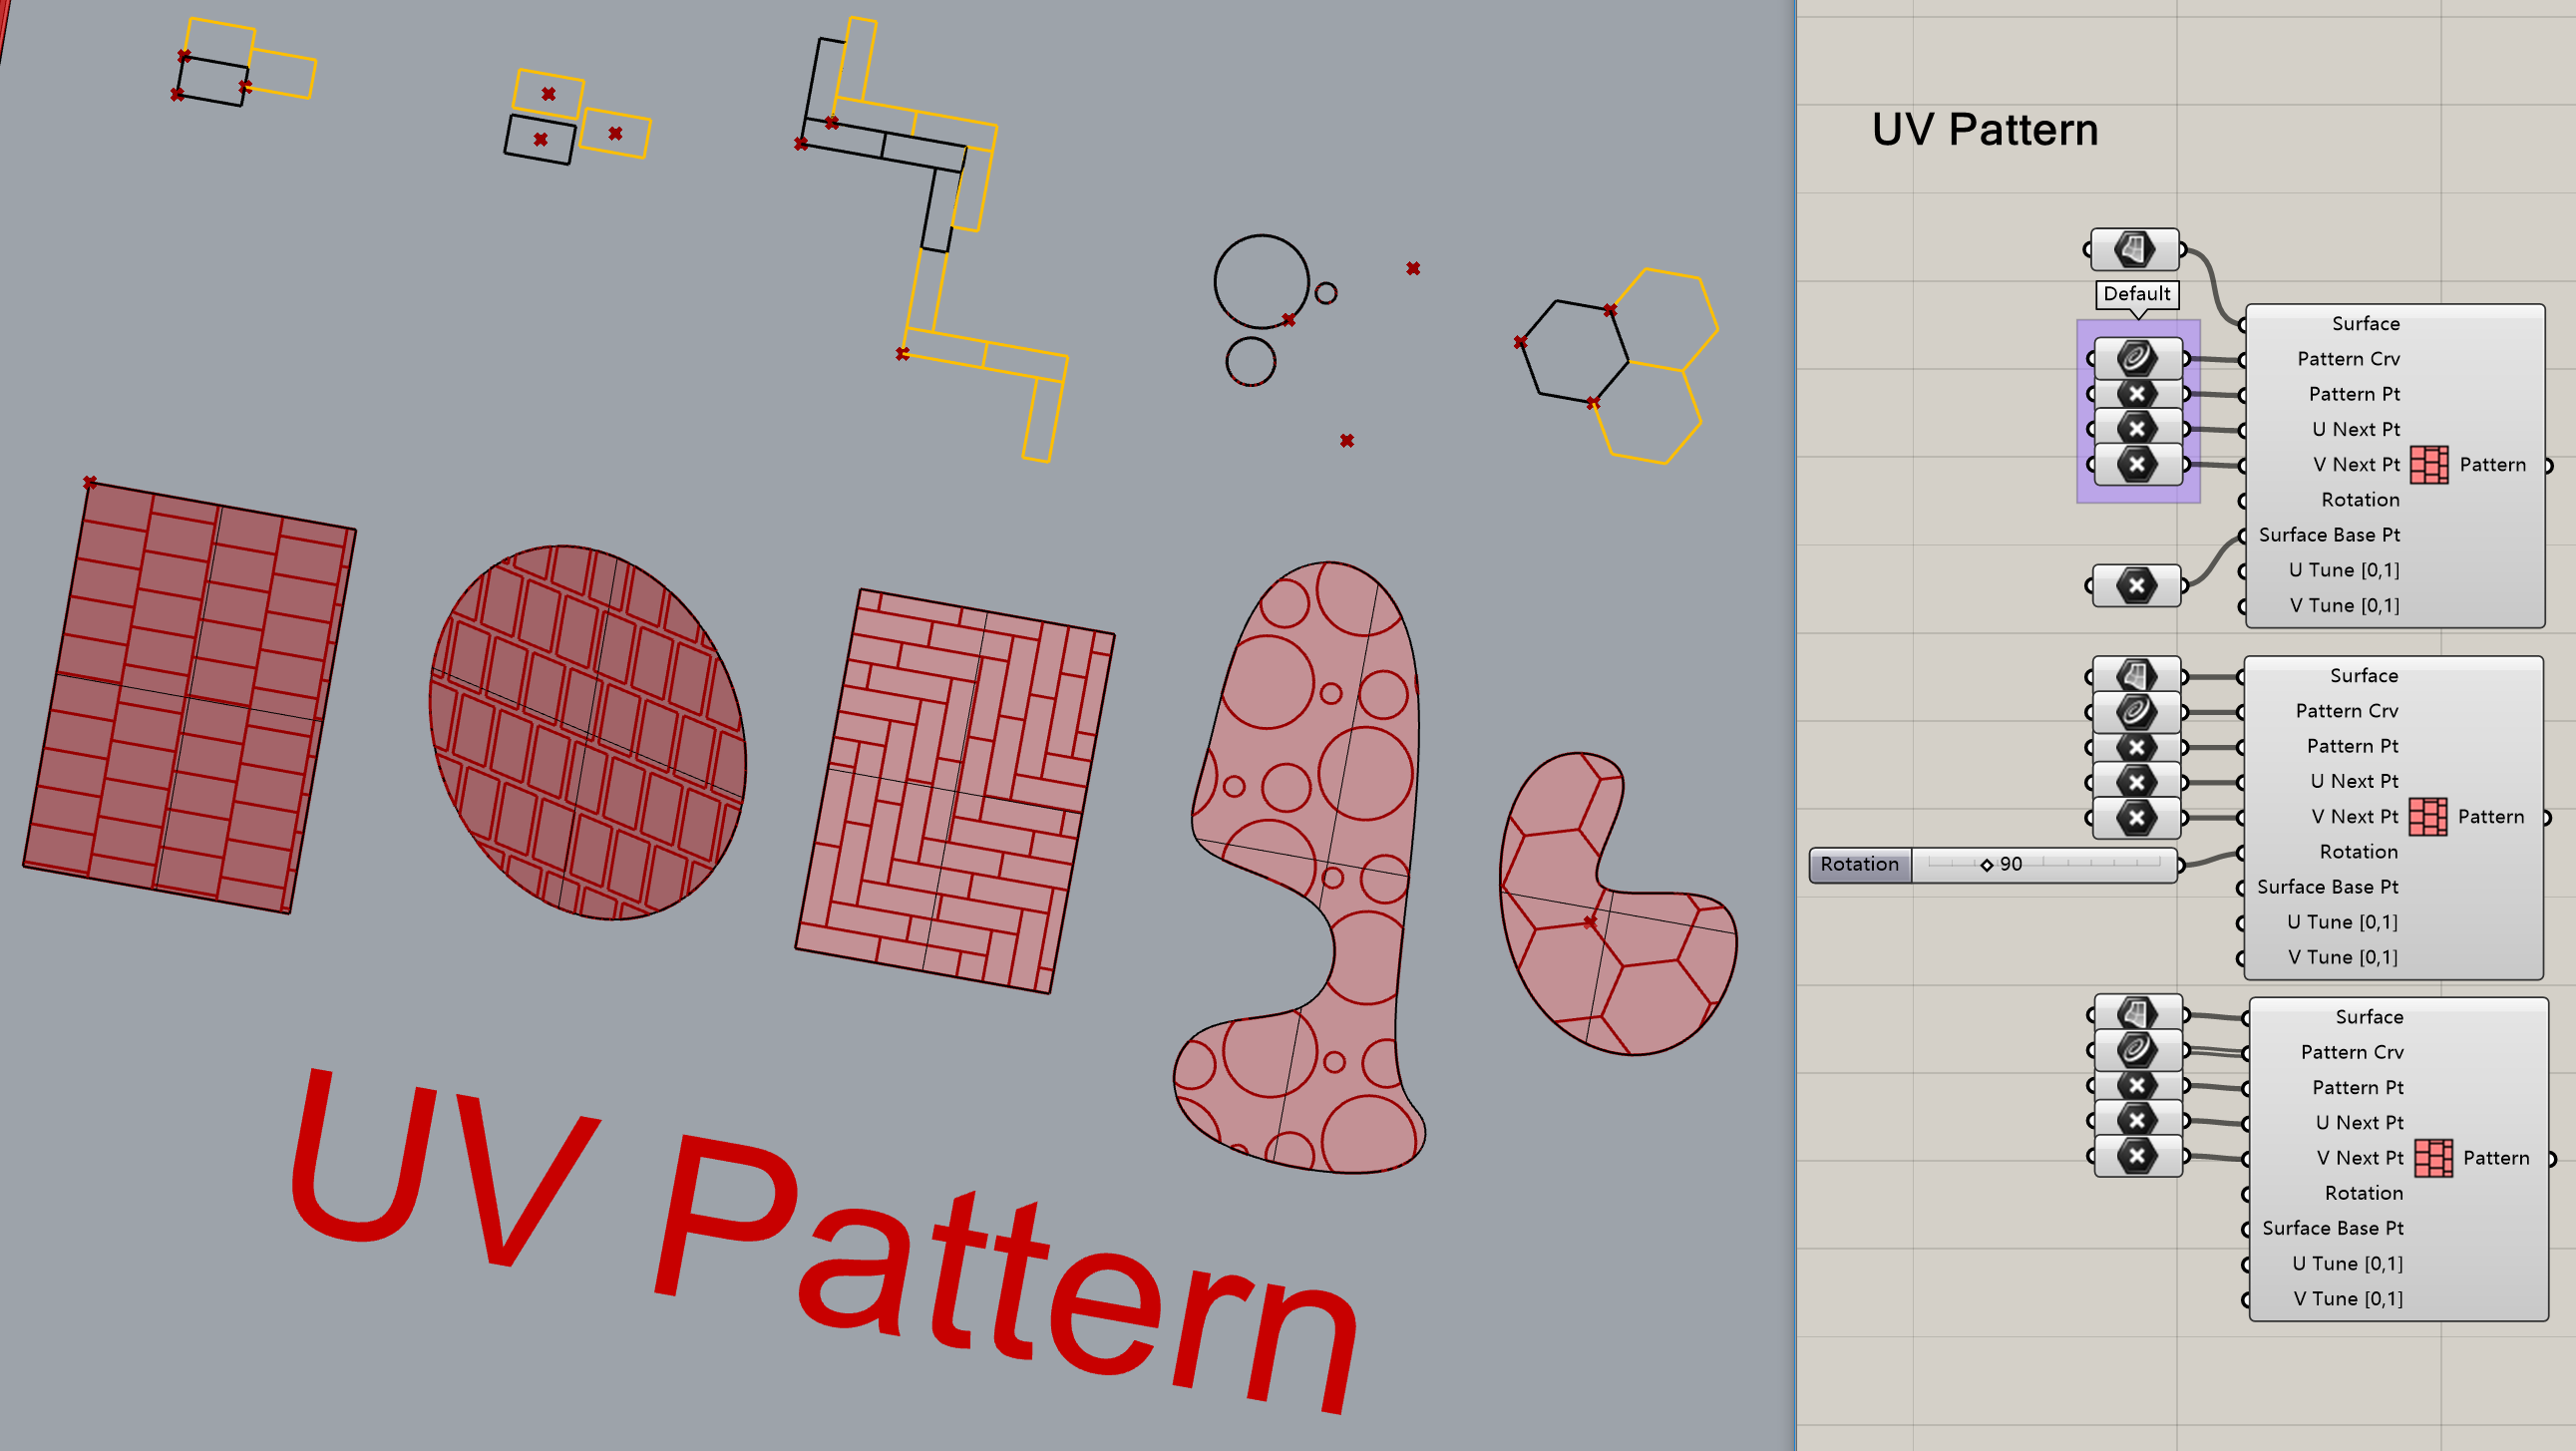 UV Pattern
UV Pattern
Default
Surface
Pattern Crv
Pattern Pt
U Next Pt
V Next Pt
Pattern
Rotation
Surface Base Pt
U Tune [0,1]
V Tune [0,1]
Surface
Pattern Crv
Pattern Pt
U Next Pt
V Next Pt
Pattern
Rotation
Rotation 90
Surface Base Pt
U Tune [0,1]
V Tune [0,1]
Surface
Pattern Crv
Pattern Pt
U Next Pt
V Next Pt
Pattern
Rotation
Surface Base Pt
U Tune [0,1]
V Tune [0,1]